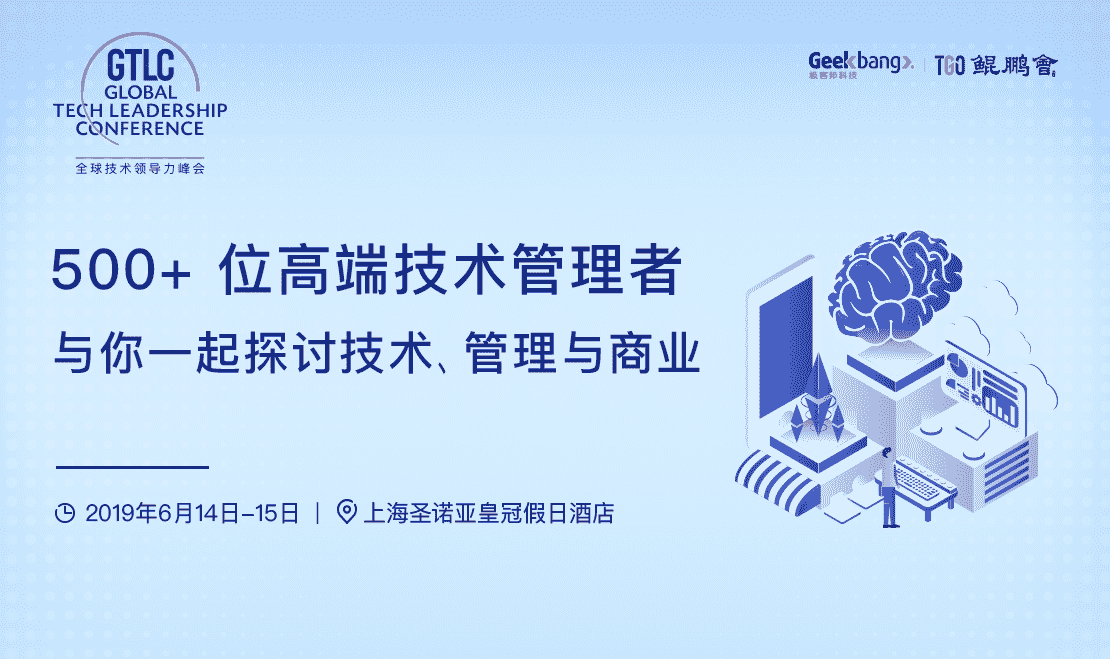 GTLC
GLOBAL
TECH LEADERSHIP
CONFERENCE
全球技术领导力峰会
Geekbang>.
极客邦科技
TGO 鲲鹏會
500+ 位高端技术管理者
与你一起探讨技术、管理与商业
2019年6月14日-15日 | 上海圣诺亚皇冠假日酒店